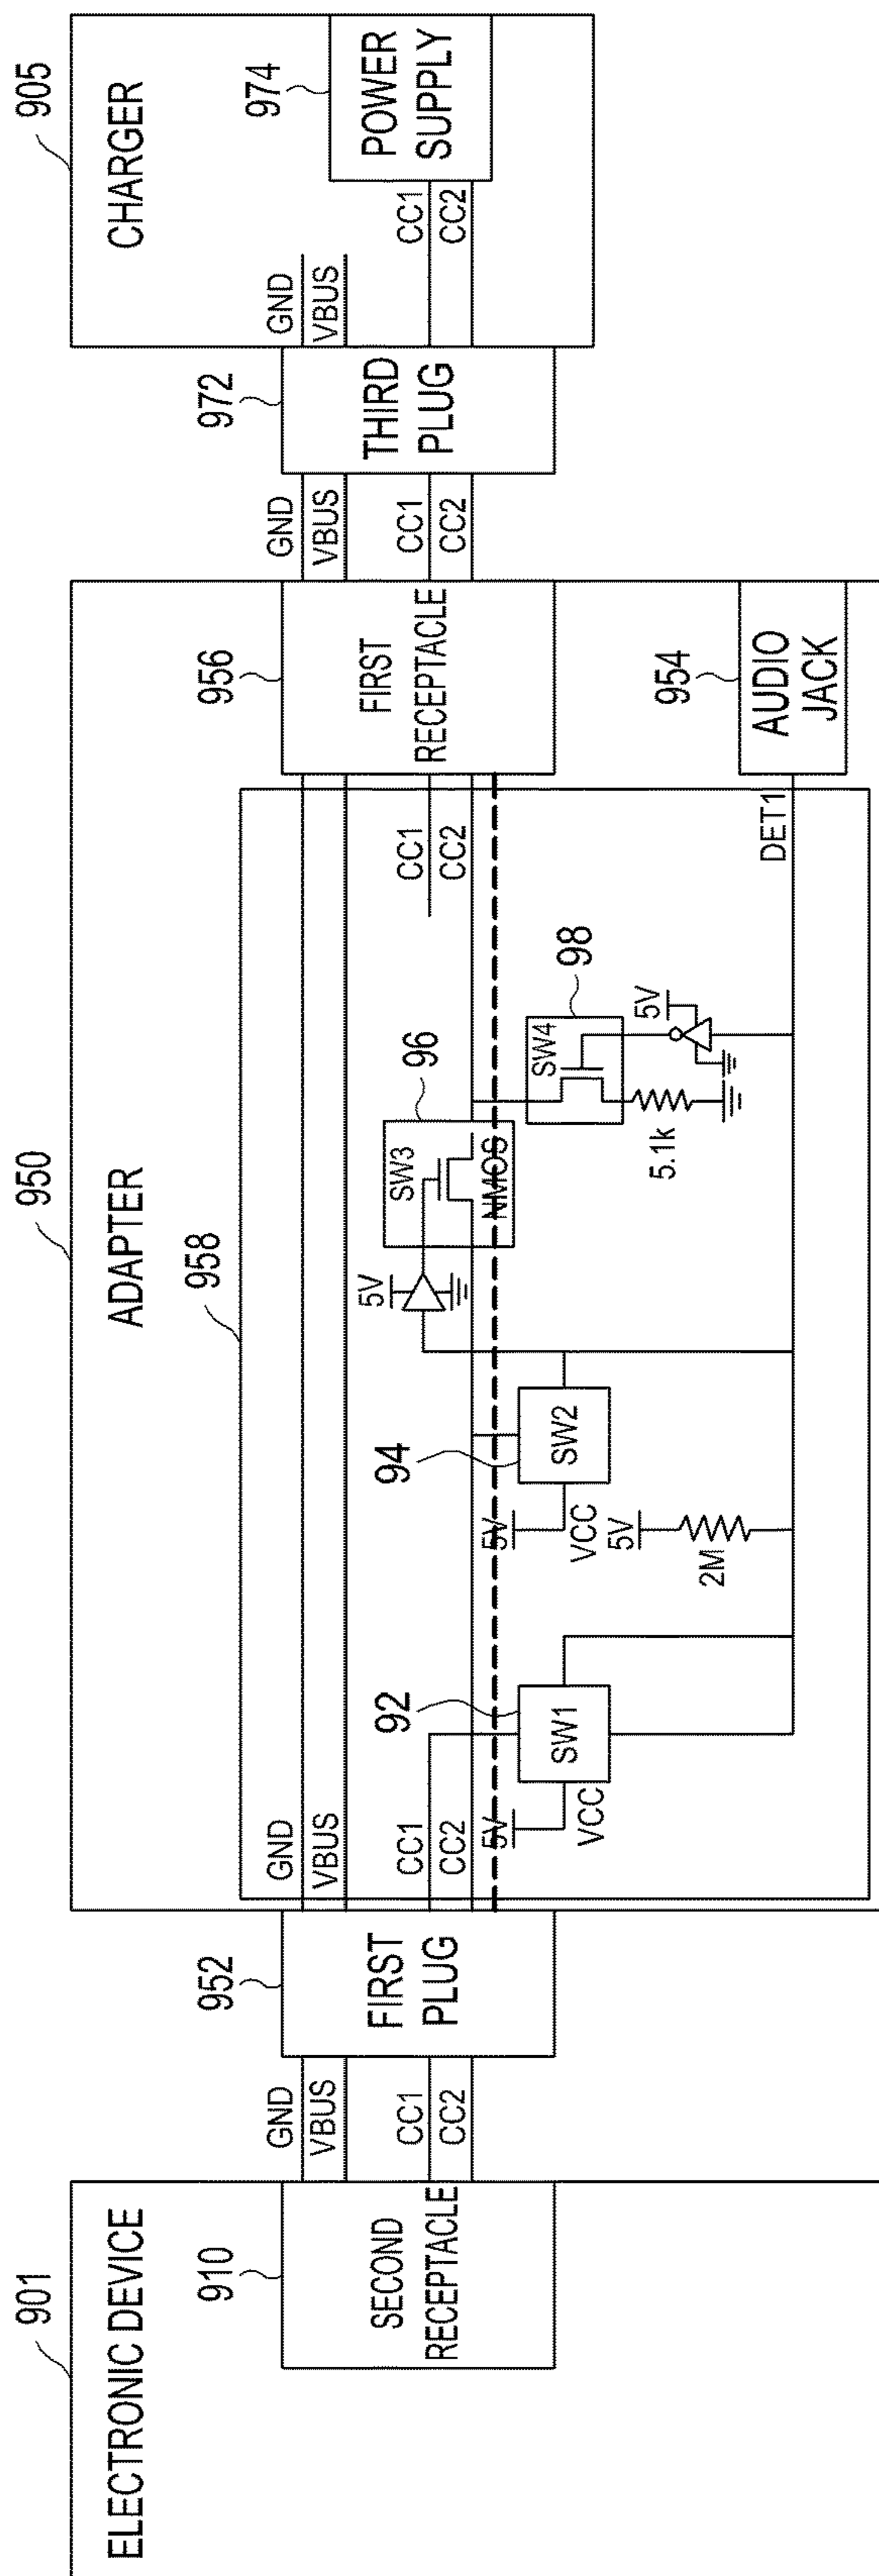 901
ELECTRONIC DEVICE
910
SECOND
RECEPTACLE
GND
VBUS
CC1
CC2
952
FIRST
PLUG
950
ADAPTER
958
GND
VBUS
CC1
CC2
92
SW1
5V
VCC
94
SW2
5V
VCC
5V
2M
5V
96
SW3
NMOS
98
SW4
5V
5.1k
CC1
CC2
DET1
956
FIRST
RECEPTACLE
954
AUDIO
JACK
GND
VBUS
CC1
CC2
972
THIRD
PLUG
905
CHARGER
GND
VBUS
CC1
CC2
974
POWER
SUPPLY